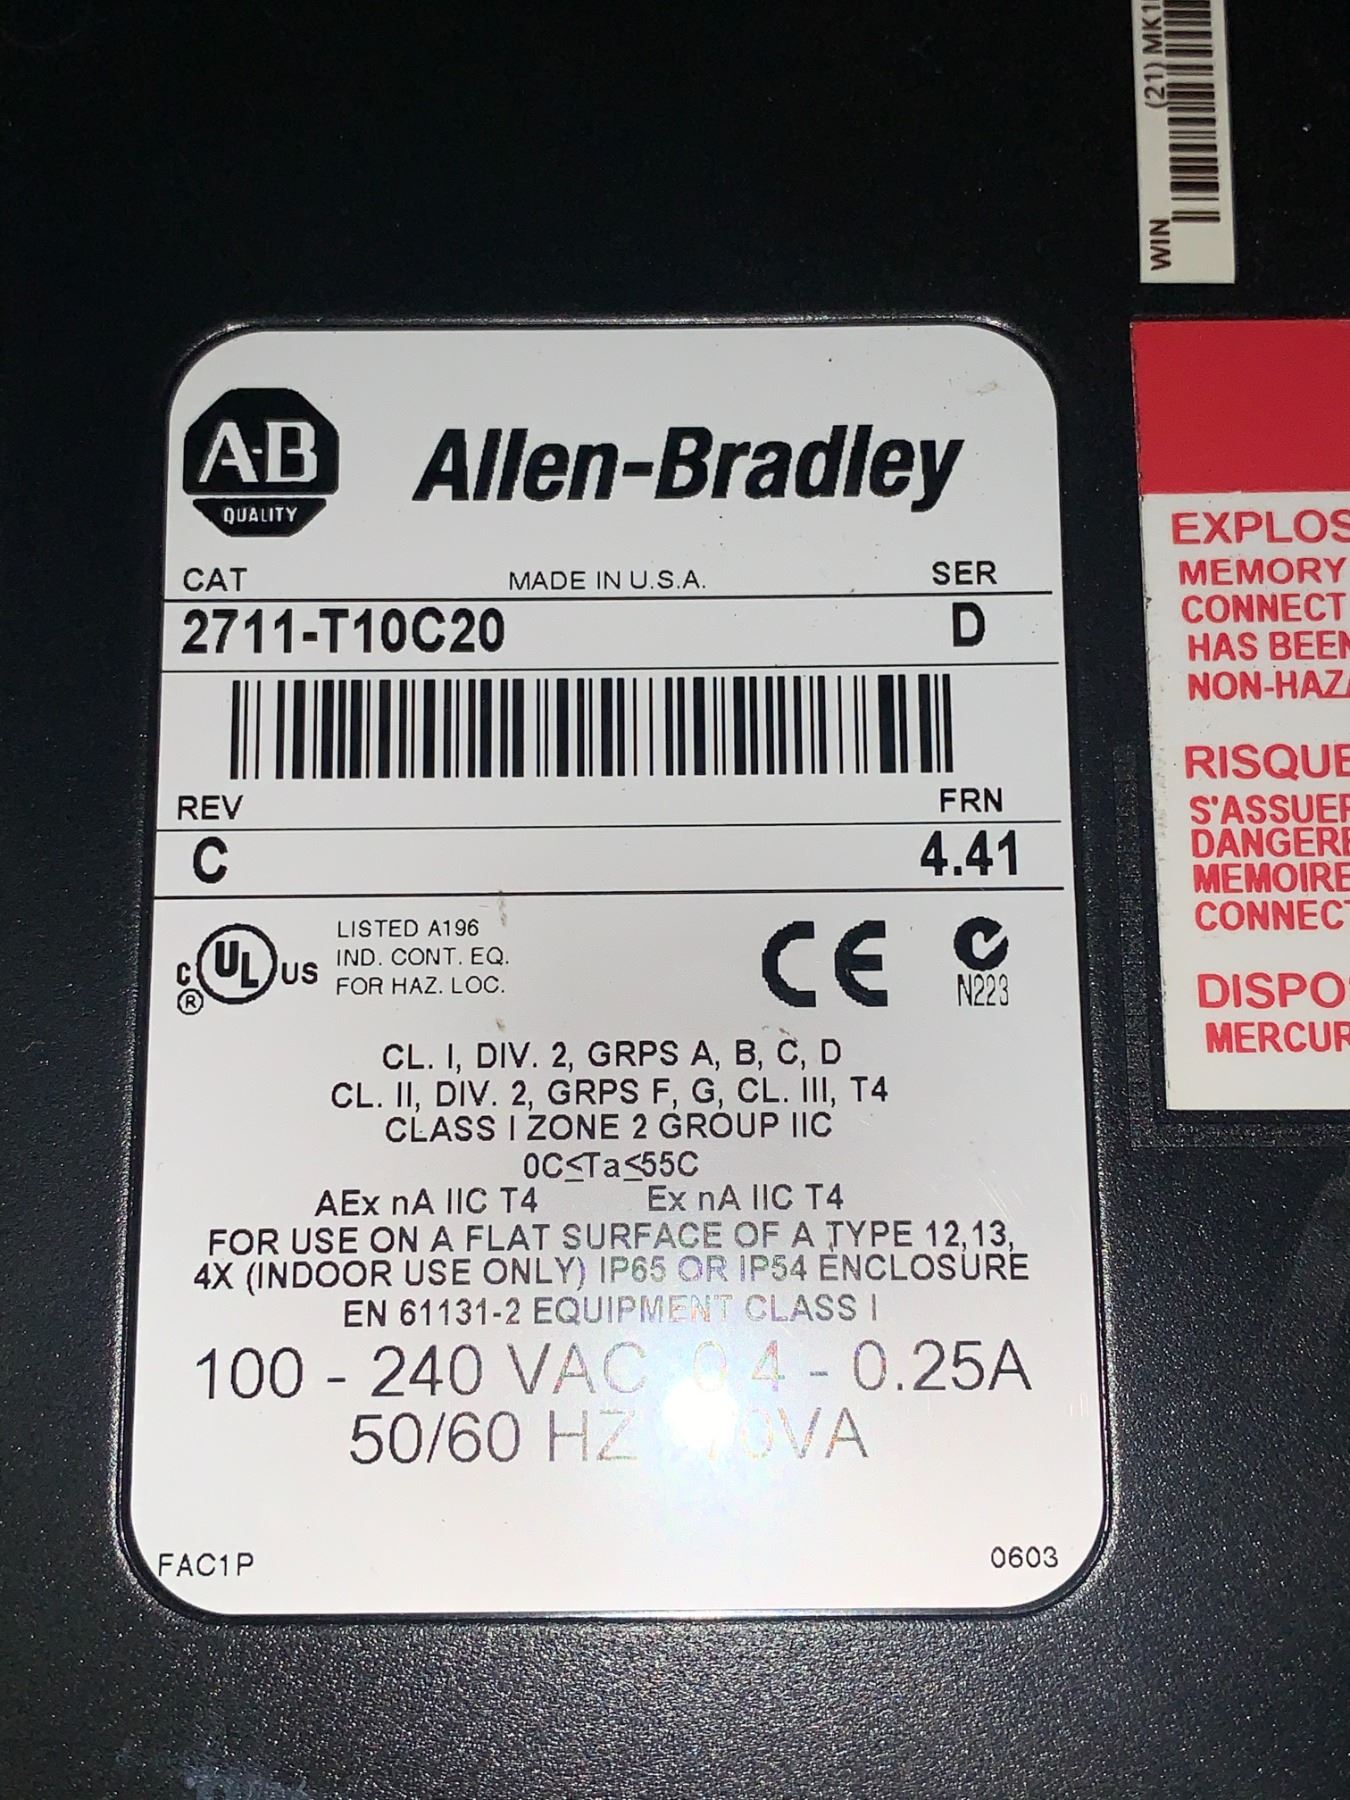 (21) MK1
WIN
A-B
QUALITY
Allen-Bradley
CAT MADE IN U.S.A. SER
2711-T10C20 D
REV FRN
C 4.41
C UL US ®
LISTED A196
IND. CONT. EQ.
FOR HAZ. LOC.
CE
N223
CL. I, DIV. 2, GRPS A, B, C, D
CL. II, DIV. 2, GRPS F, G, CL. III, T4
CLASS I ZONE 2 GROUP IIC
0C≤Ta≤55C
AEx nA IIC T4 Ex nA IIC T4
FOR USE ON A FLAT SURFACE OF A TYPE 12,13,
4X (INDOOR USE ONLY) IP65 OR IP54 ENCLOSURE
EN 61131-2 EQUIPMENT CLASS I
100 - 240 VAC 0.4 - 0.25A
50/60 HZ
FAC1P 0603
EXPLOS
MEMORY
CONNECT
HAS BEEN
NON-HAZ
RISQUE
S'ASSUER
DANGERE
MEMOIRE
CONNECT
DISPOS
MERCUR